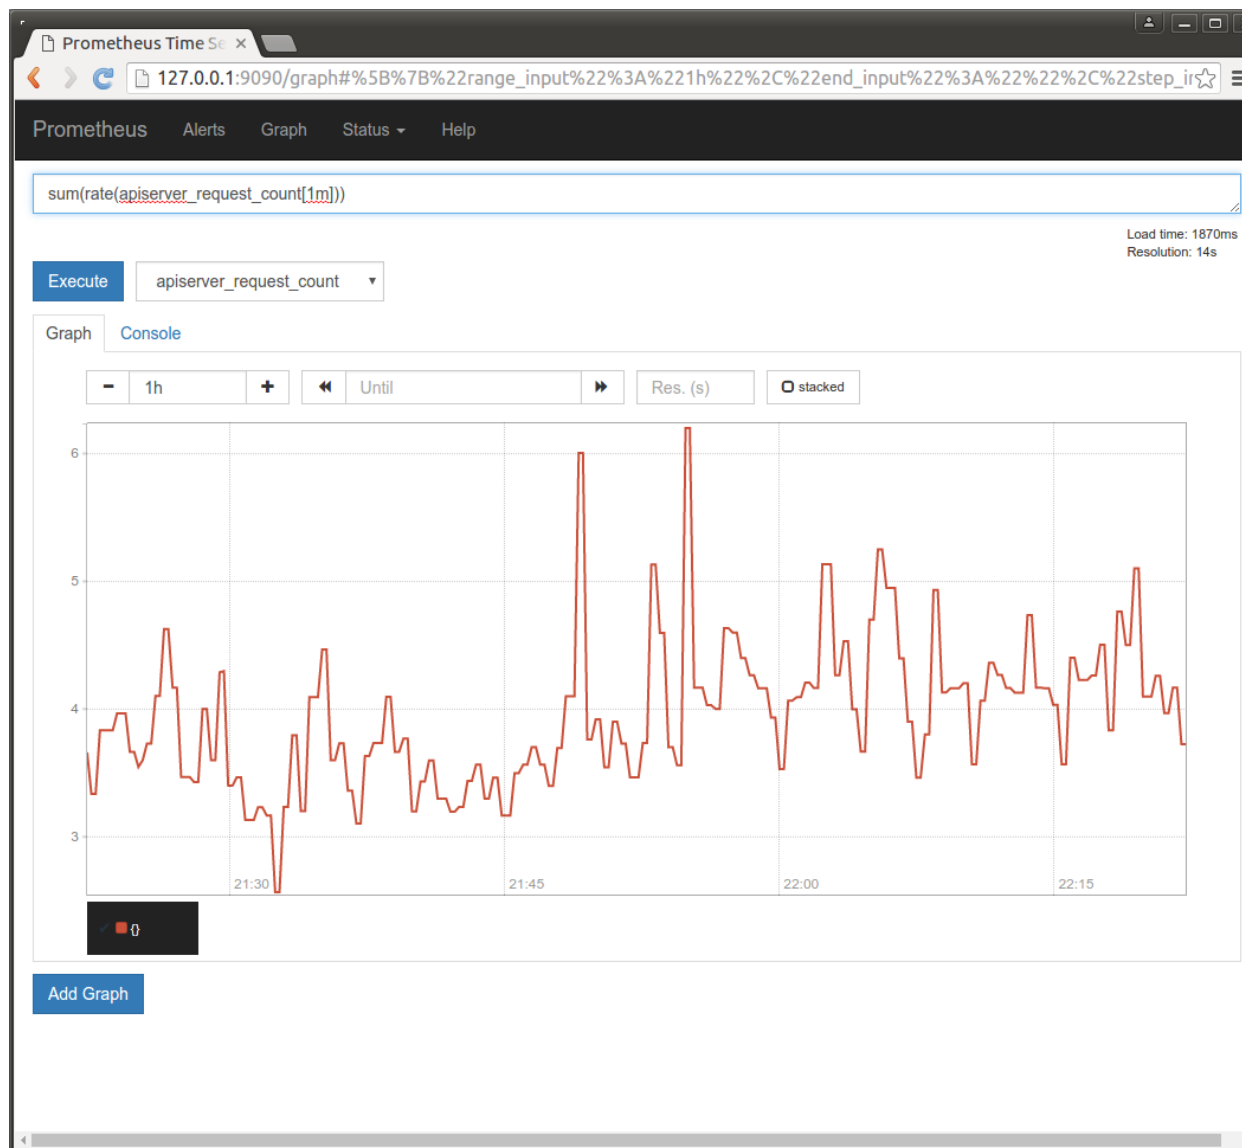 Prometheus Time Se
127.0.0.1:9090/graph#%5B%7B%22range_input%22%3A%221h%22%2C%22end_input%22%3A%22%22%2C%22step_i
Prometheus Alerts Graph Status Help
sum(rate(apiserver_request_count[1m]))
Load time: 1870ms
Resolution: 14s
Execute apiserver_request_count
Graph Console
1h Until Res. (s) stacked
6
5
4
3
21:30 21:45 22:00 22:15
{}
Add Graph